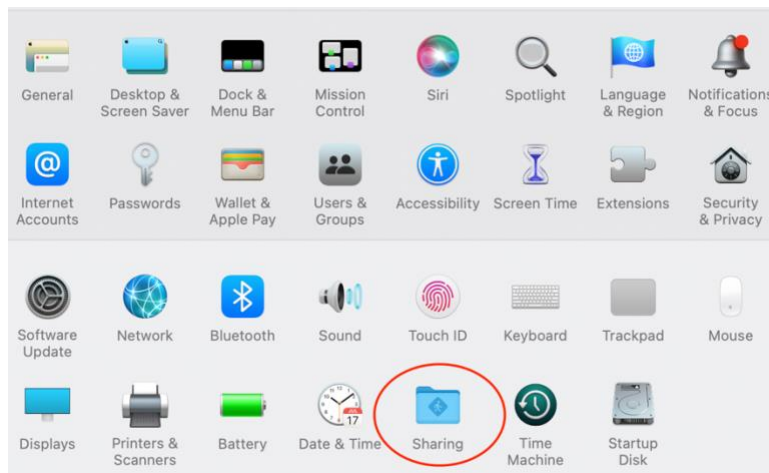 General
Desktop &
Screen Saver
Dock &
Menu Bar
Mission
Control
Siri
Spotlight
Language
& Region
Notifications
& Focus
@
Internet
Accounts
Passwords
Wallet &
Apple Pay
Users &
Groups
Accessibility
Screen Time
Extensions
Security
& Privacy
Software
Update
Network
Bluetooth
Sound
Touch ID
Keyboard
Trackpad
Mouse
Displays
Printers &
Scanners
Battery
17
Date & Time
Sharing
Time
Machine
Startup
Disk